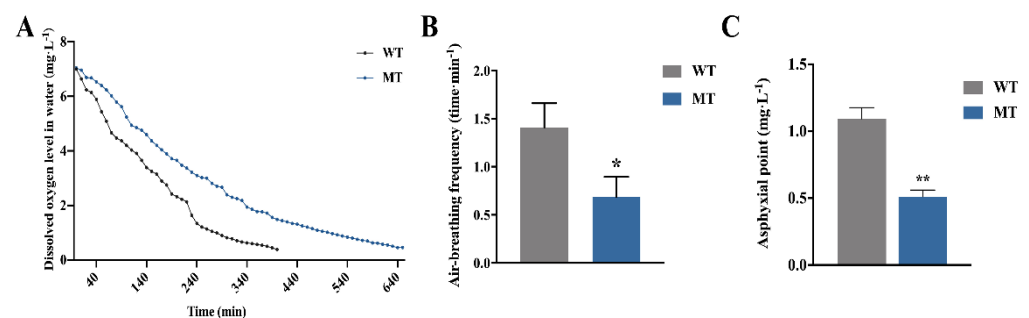 A
Dissolved oxygen level in water (mg·L⁻¹)
8
6
4
2
0
40
140
240
340
440
540
640
Time (min)
WT
MT
B
Air-breathing frequency (time·min⁻¹)
2.0
1.5
1.0
0.5
0.0
*
WT
MT
C
Asphyxial point (mg·L⁻¹)
1.5
1.0
0.5
0.0
**
WT
MT